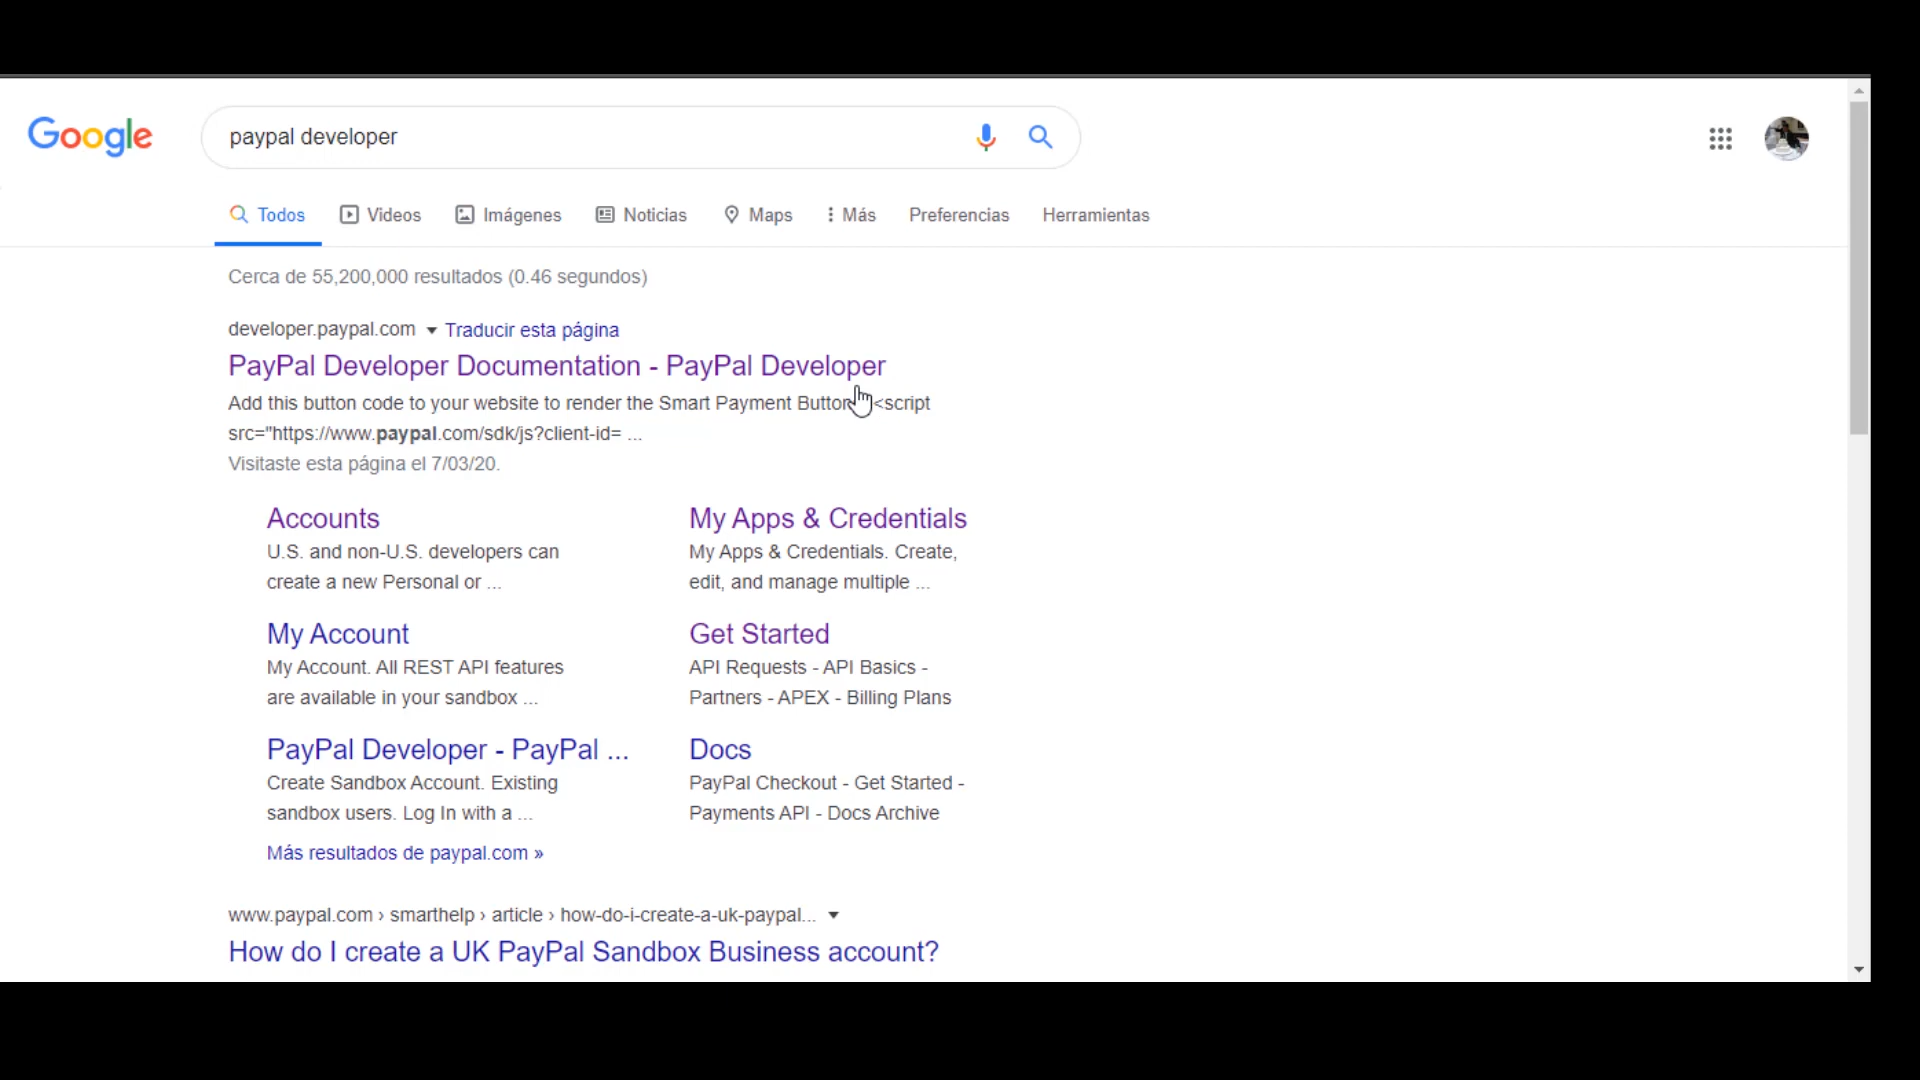 Google
paypal developer
Todos Videos Imágenes Noticias Maps Más Preferencias Herramientas
Cerca de 55,200,000 resultados (0.46 segundos)
developer.paypal.com Traducir esta página
PayPal Developer Documentation - PayPal Developer
Add this button code to your website to render the Smart Payment Button <script
src="https://www.paypal.com/sdk/js?client-id= ...
Visitaste esta página el 7/03/20.
Accounts
U.S. and non-U.S. developers can
create a new Personal or ...
My Apps & Credentials
My Apps & Credentials. Create,
edit, and manage multiple ...
My Account
My Account. All REST API features
are available in your sandbox ...
Get Started
API Requests - API Basics -
Partners - APEX - Billing Plans
PayPal Developer - PayPal ...
Create Sandbox Account. Existing
sandbox users. Log In with a ...
Docs
PayPal Checkout - Get Started -
Payments API - Docs Archive
Más resultados de paypal.com »
www.paypal.com › smarthelp › article › how-do-i-create-a-uk-paypal...
How do I create a UK PayPal Sandbox Business account?